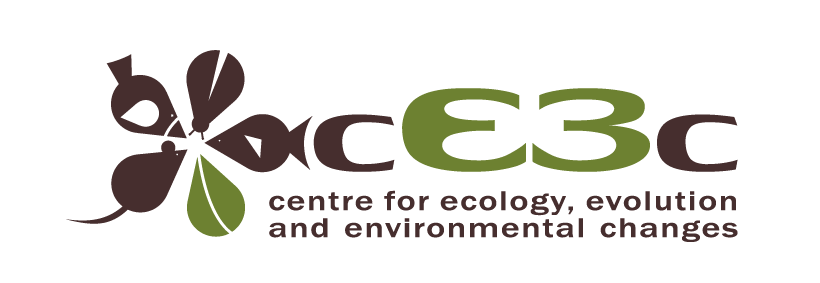 cE3c
centre for ecology, evolution
and environmental changes